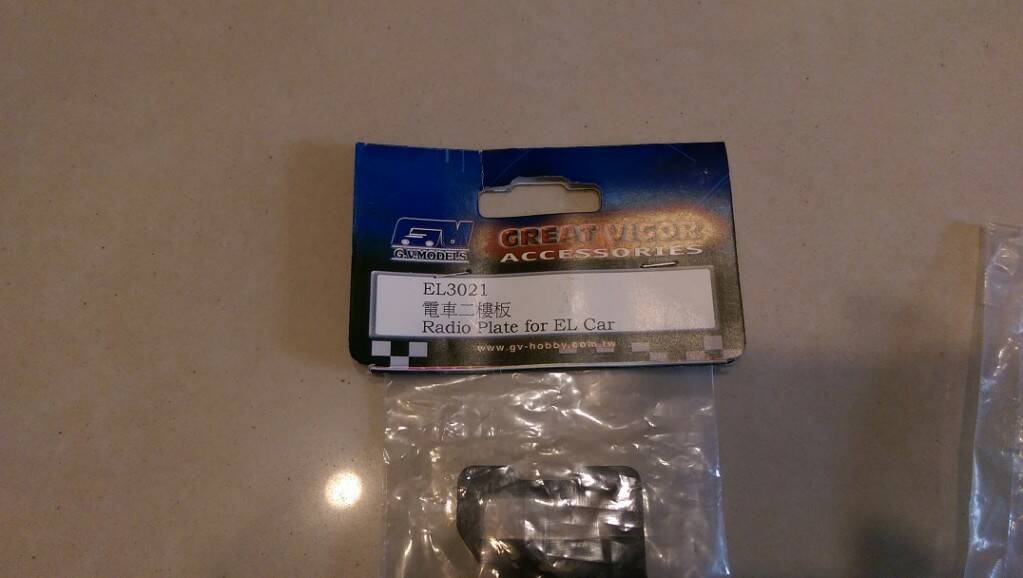 GV
G.V.MODELS
GREAT VIGOR
ACCESSORIES
EL3021
電車二樓板
Radio Plate for EL Car
www.gv-hobby.com.tw